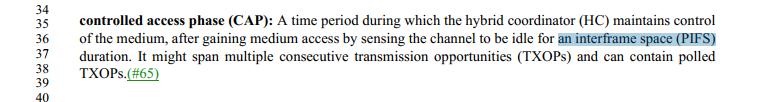 34
35 controlled access phase (CAP): A time period during which the hybrid coordinator (HC) maintains control
36 of the medium, after gaining medium access by sensing the channel to be idle for an interframe space (PIFS)
37 duration. It might span multiple consecutive transmission opportunities (TXOPs) and can contain polled
38 TXOPs.(#65)
39
40